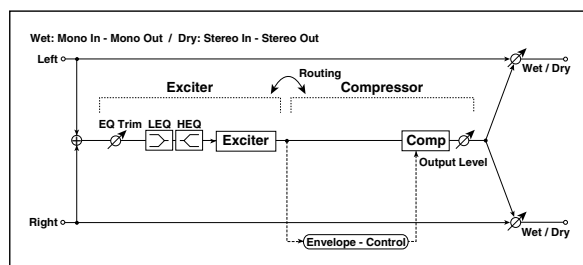 Wet: Mono In - Mono Out / Dry: Stereo In - Stereo Out
Left
Wet / Dry
Routing
Exciter
Compressor
EQ Trim
LEQ
HEQ
Exciter
Comp
Output Level
Right
Wet / Dry
Envelope - Control